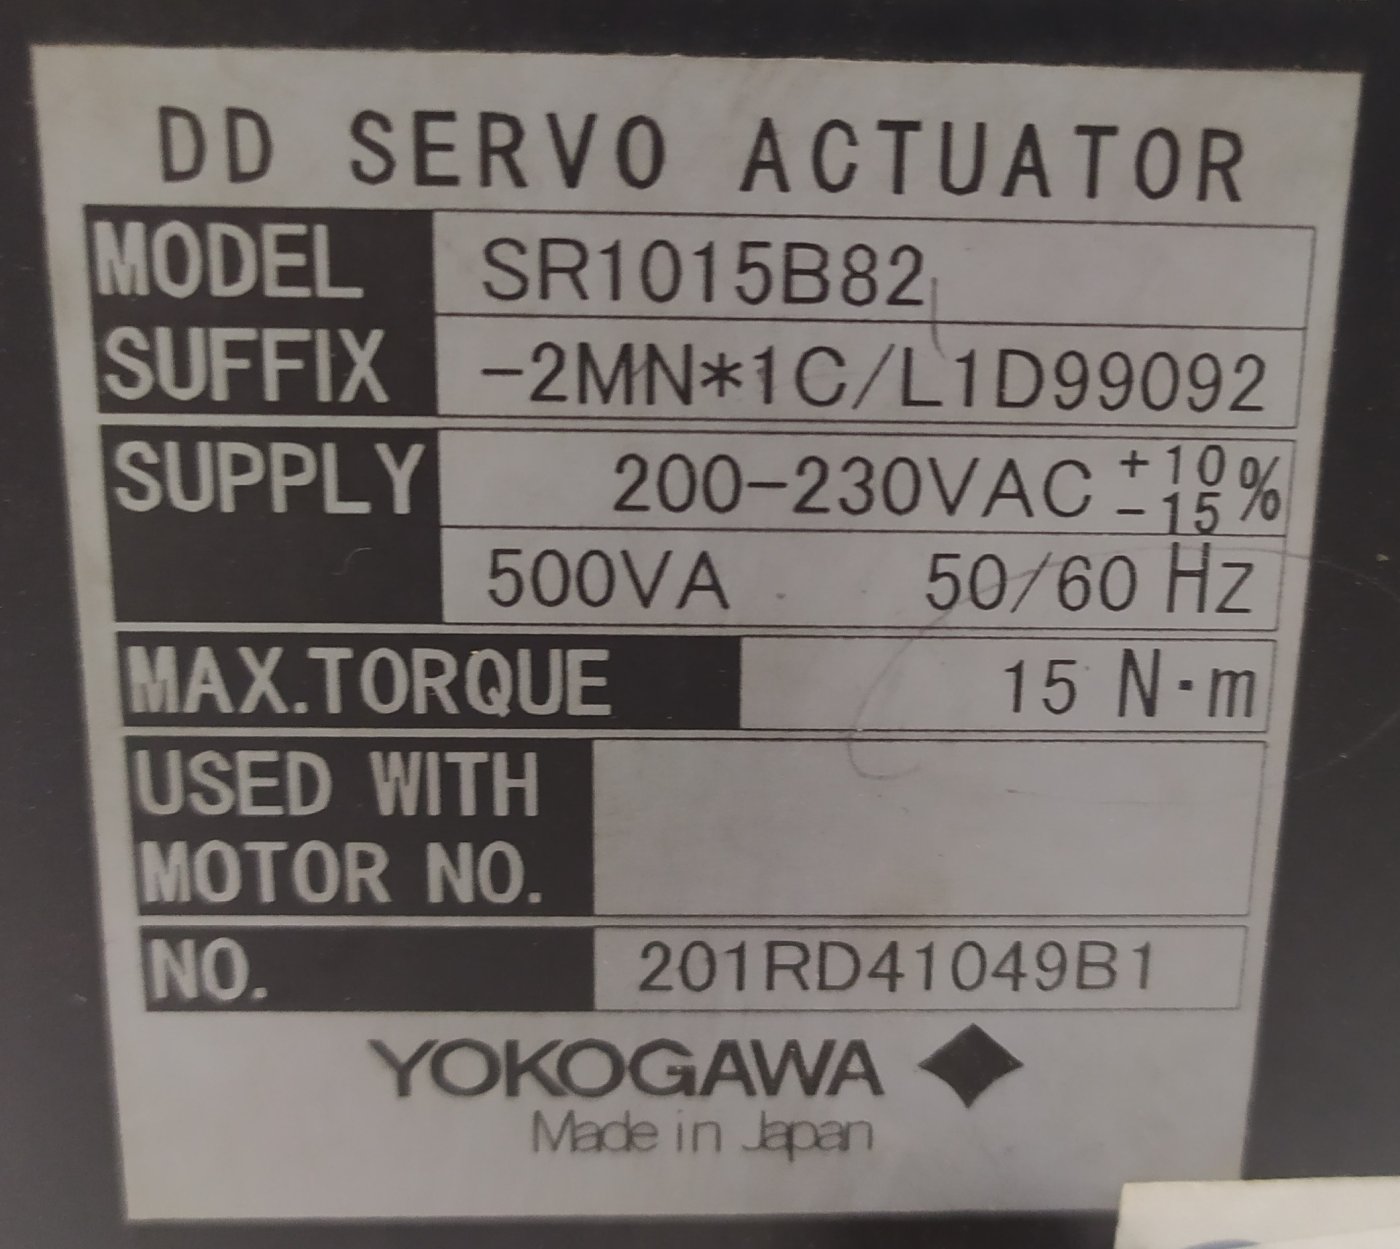 DD SERVO ACTUATOR
MODEL SR1015B82
SUFFIX -2MN*1C/L1D99092
SUPPLY 200-230VAC +10 -15 %
500VA 50/60 Hz
MAX.TORQUE 15 N·m
USED WITH
MOTOR NO.
NO. 201RD41049B1
YOKOGAWA
Made in Japan